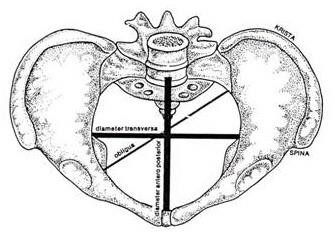 KRISTA
diameter transversa
obliqua
diameter antero posterior
SPINA